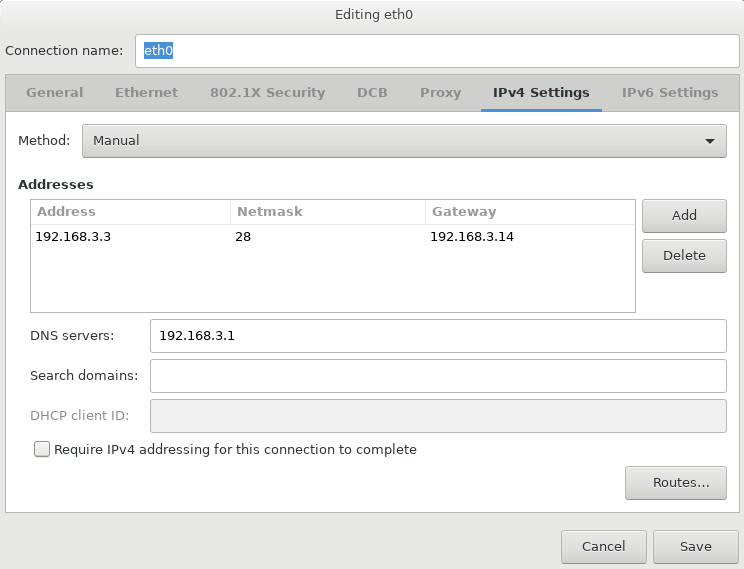 Editing eth0
Connection name: eth0
General Ethernet 802.1X Security DCB Proxy IPv4 Settings IPv6 Settings
Method: Manual
Addresses
Address Netmask Gateway
192.168.3.3 28 192.168.3.14
Add
Delete
DNS servers: 192.168.3.1
Search domains:
DHCP client ID:
Require IPv4 addressing for this connection to complete
Routes...
Cancel Save